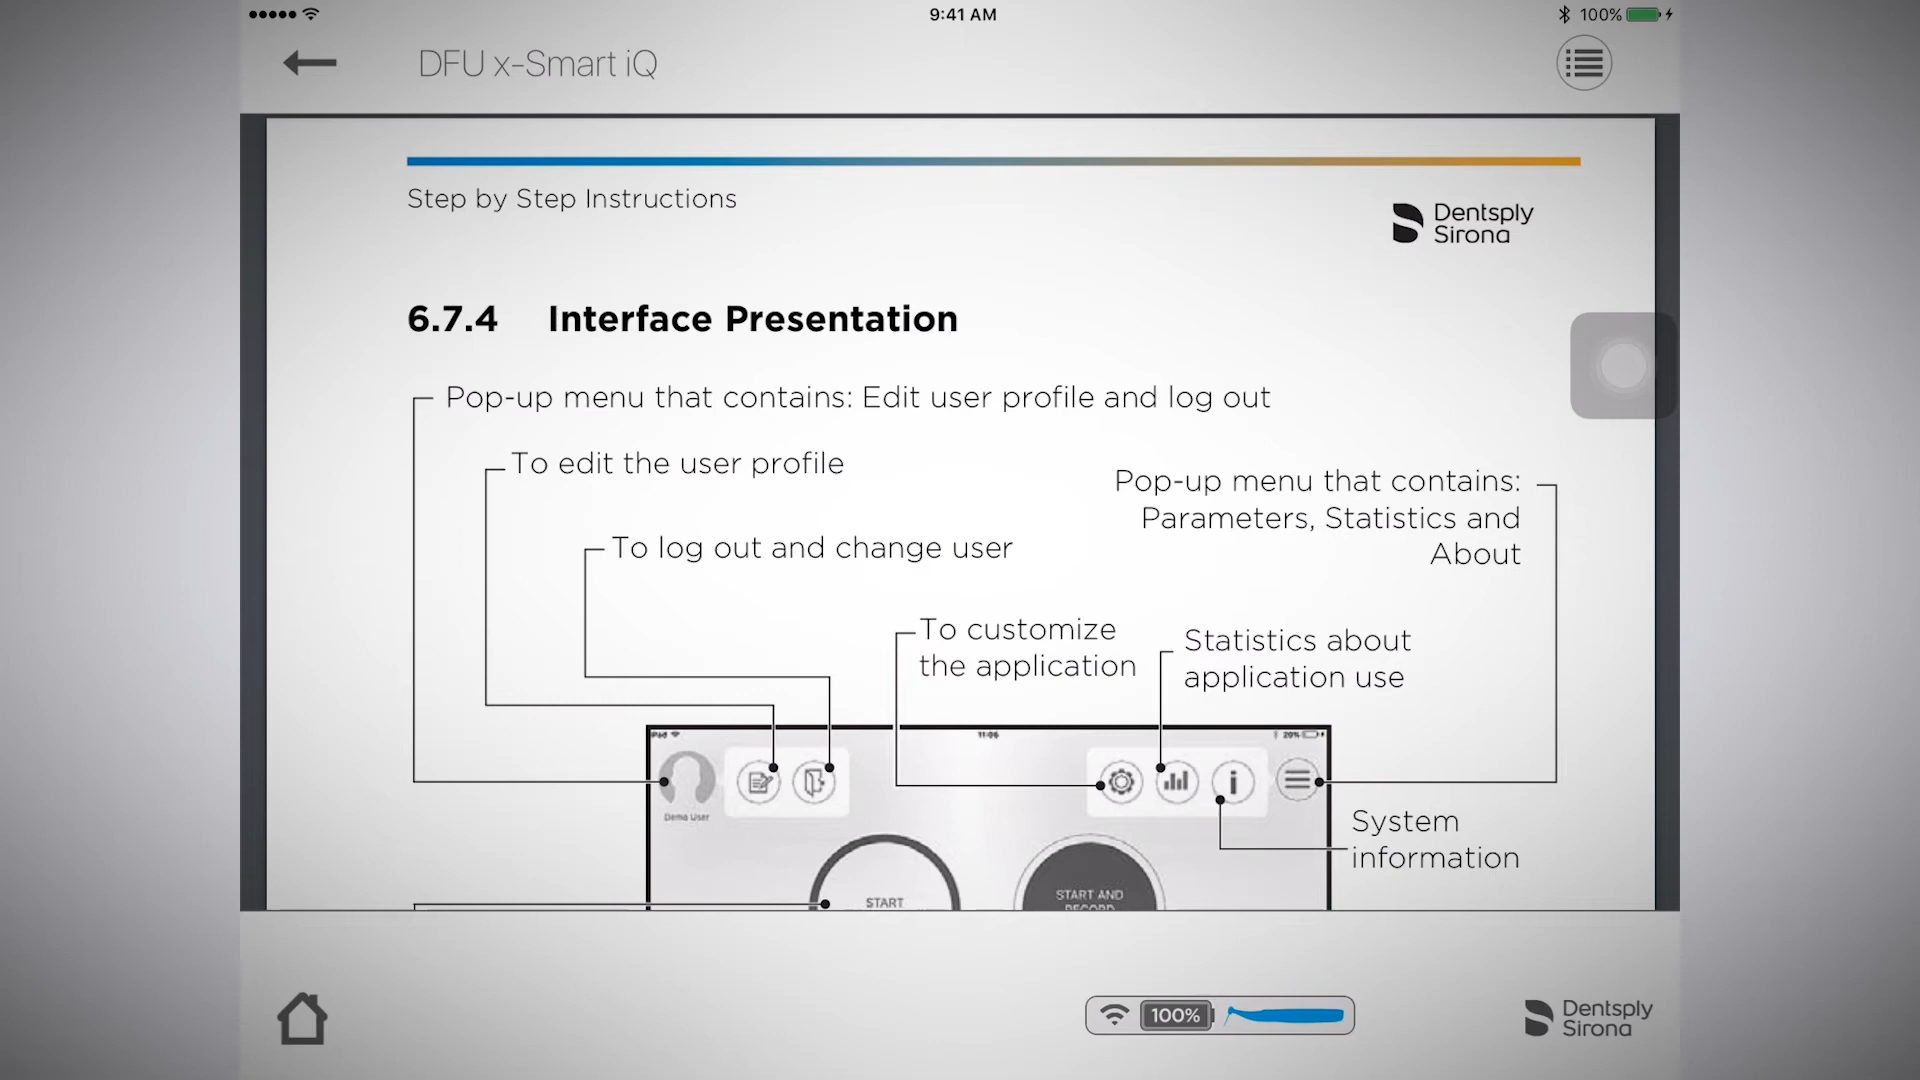 9:41 AM
100%
DFU x-Smart iQ
Step by Step Instructions
Dentsply
Sirona
6.7.4 Interface Presentation
Pop-up menu that contains: Edit user profile and log out
To edit the user profile
Pop-up menu that contains:
Parameters, Statistics and
About
To log out and change user
To customize
the application
Statistics about
application use
iPad
11:06
20%
Demo User
System
information
START
START AND
RECORD
100%
Dentsply
Sirona